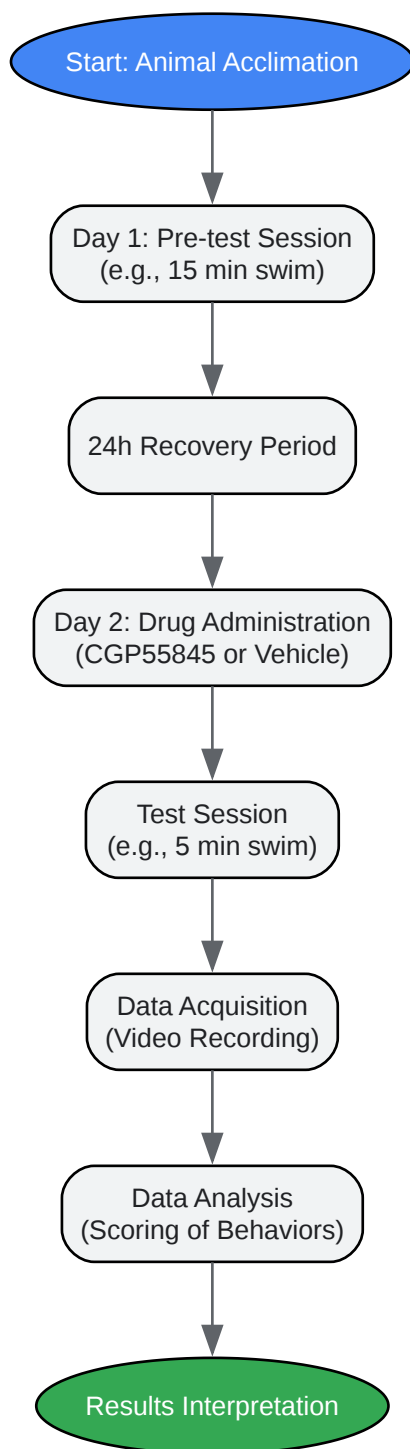 Start: Animal Acclimation
Day 1: Pre-test Session
(e.g., 15 min swim)
24h Recovery Period
Day 2: Drug Administration
(CGP55845 or Vehicle)
Test Session
(e.g., 5 min swim)
Data Acquisition
(Video Recording)
Data Analysis
(Scoring of Behaviors)
Results Interpretation